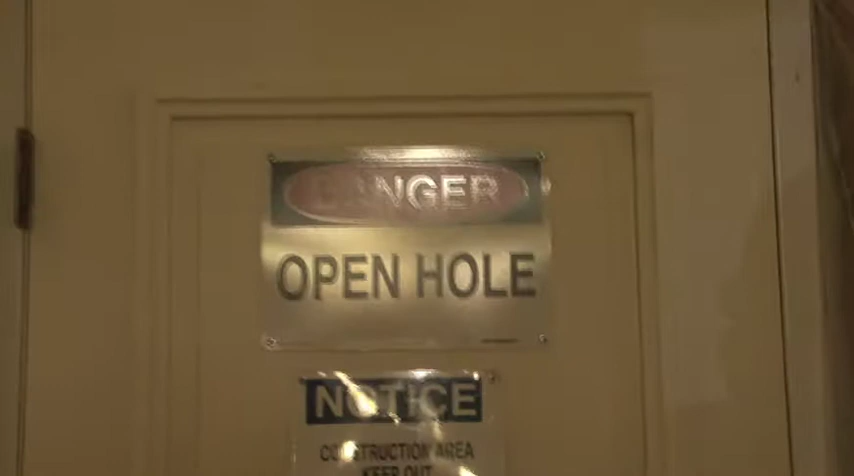 DANGER
OPEN HOLE
NOTICE
CONSTRUCTION AREA
KEEP OUT